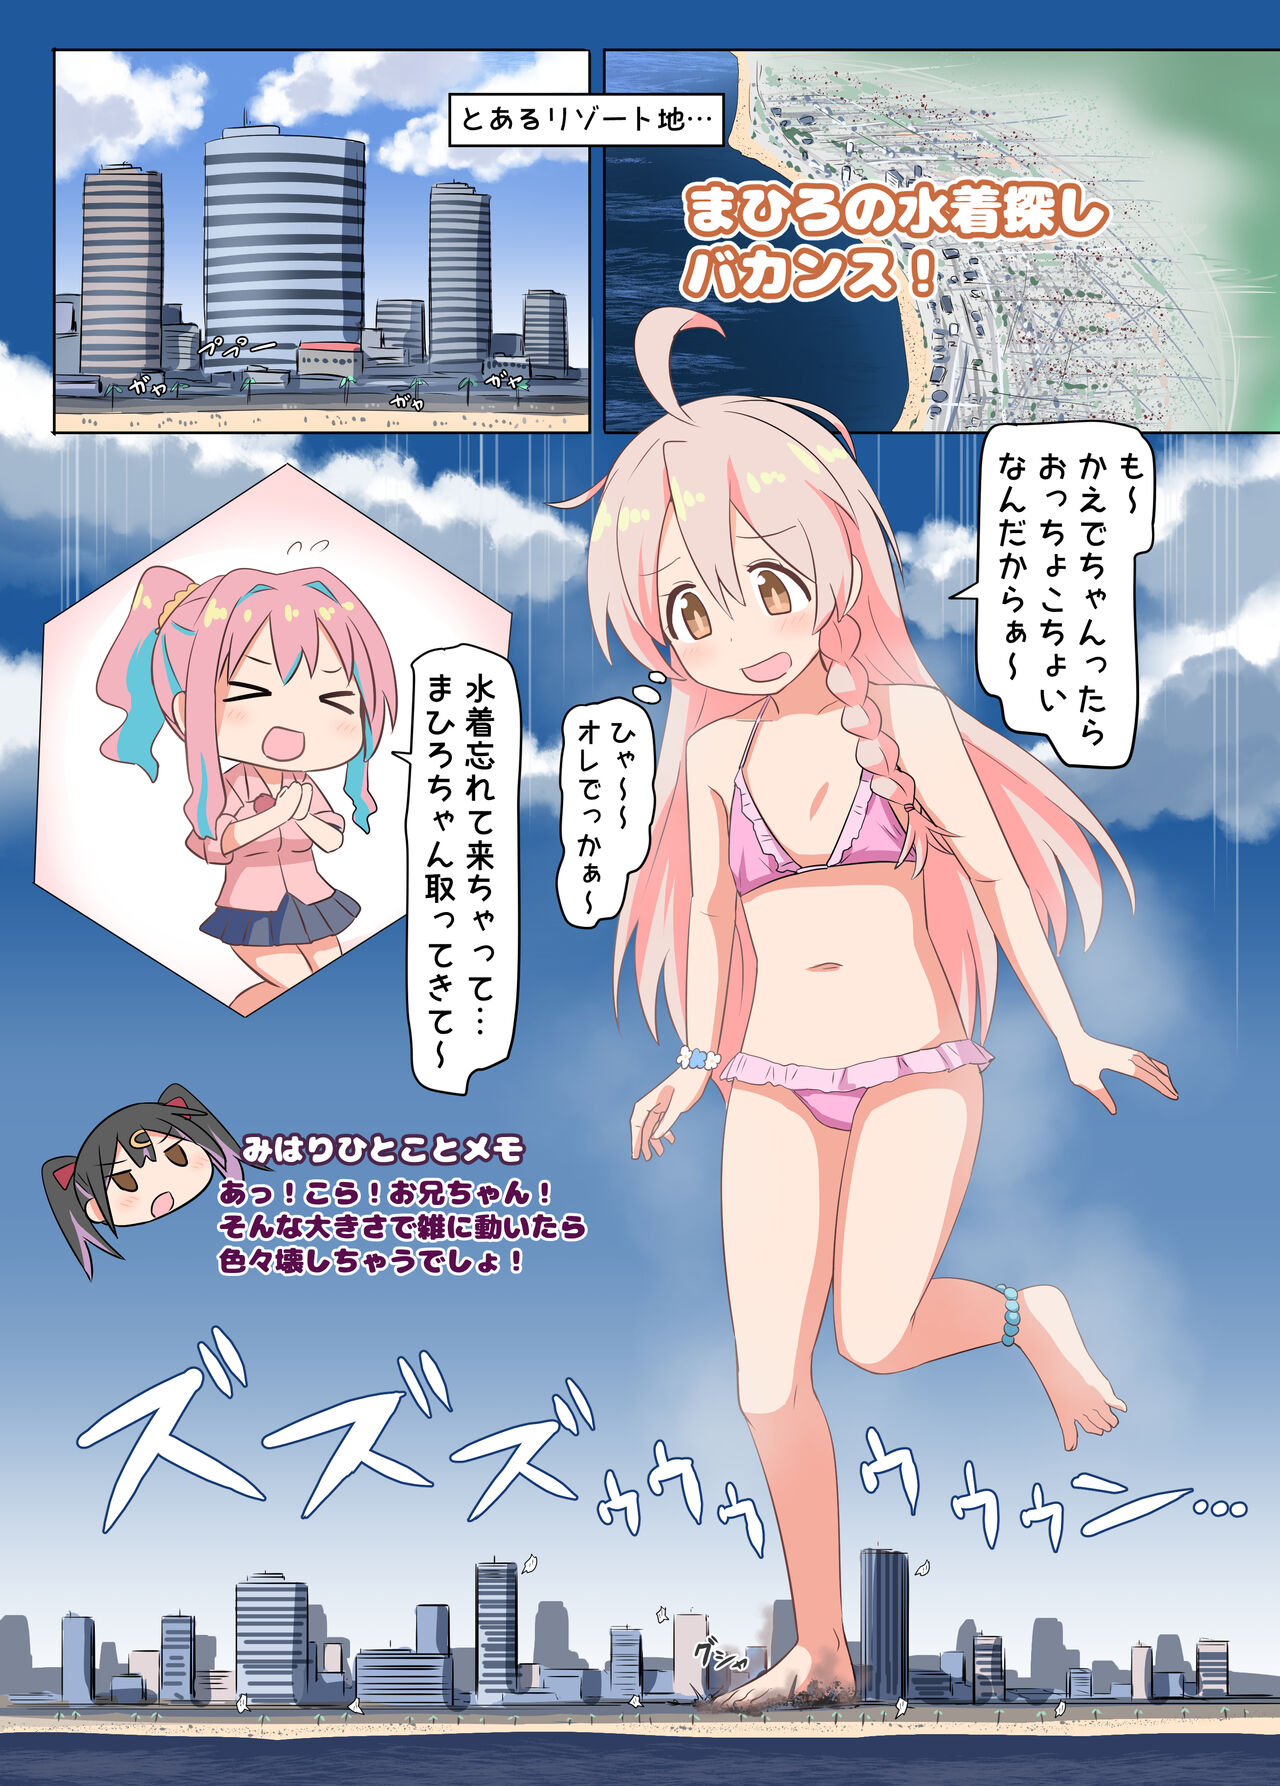 とあるリゾート地…
まひろの水着探し
バカンス！
パプー
ガヤ
ガヤ
ガヤ
も～
かえでちゃんったら
おっちょこちょい
なんだからぁ～
ひゃ～～
オレでっかぁ～
水着忘れて来ちゃって…
まひろちゃん取ってきて～
みはりひとことメモ
あっ！こら！お兄ちゃん！
そんな大きさで雑に動いたら
色々壊しちゃうでしょ！
ズズズゥゥゥゥゥゥン…
グシャ